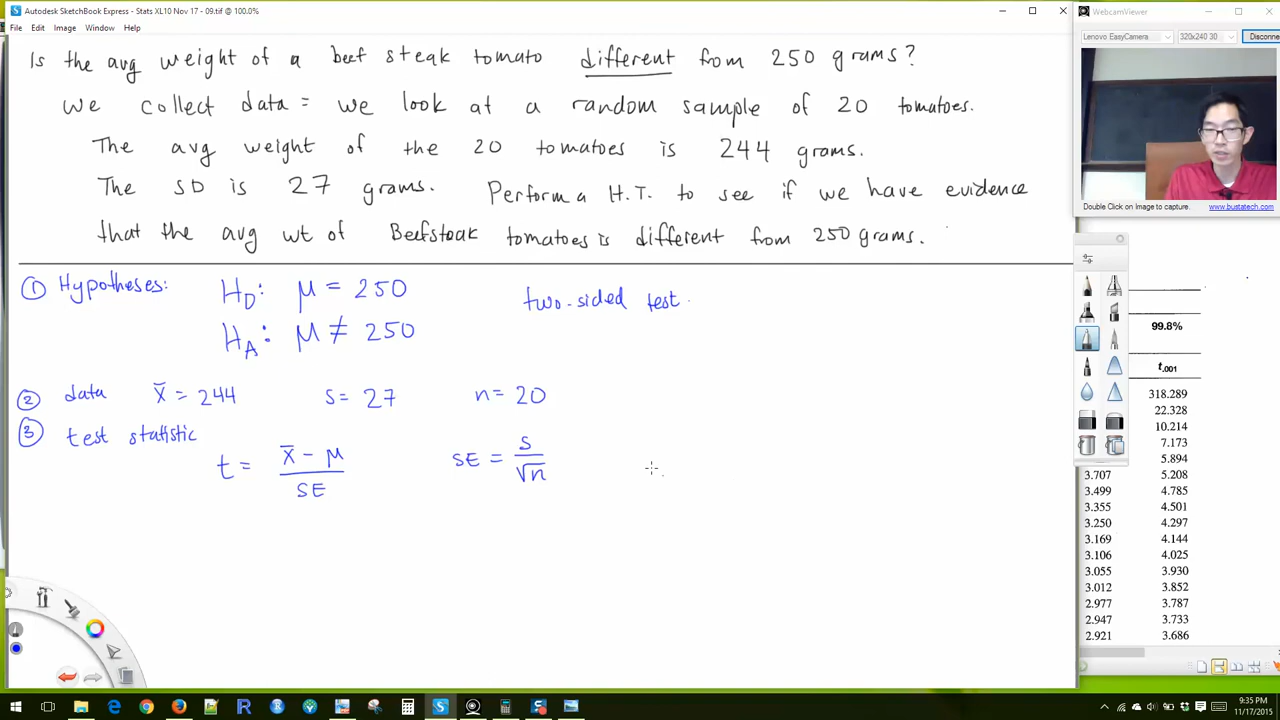 Autodesk SketchBook Express - Stats XL10 Nov 17 - 09.tif @ 100.0%
File Edit Image Window Help
WebcamViewer
Lenovo EasyCamera 320x240 30 Disconne
Is the avg weight of a beef steak tomato different from 250 grams?
We collect data = we look at a random sample of 20 tomatoes.
The avg weight of the 20 tomatoes is 244 grams.
The SD is 27 grams. Perform a H.T. to see if we have evidence
that the avg wt of Beefsteak tomatoes is different from 250 grams.
Double Click on Image to capture. www.bustatech.com
① Hypotheses: H₀: μ = 250 two-sided test
H_A: μ ≠ 250
② data x̄ = 244 s = 27 n = 20
③ test statistic
t = x̄ - μ / SE SE = s / √n
99.8%
t.001
318.289
22.328
10.214
7.173
5.894
3.707 5.208
3.499 4.785
3.355 4.501
3.250 4.297
3.169 4.144
3.106 4.025
3.055 3.930
3.012 3.852
2.977 3.787
2.947 3.733
2.921 3.686
9:35 PM
11/17/2015